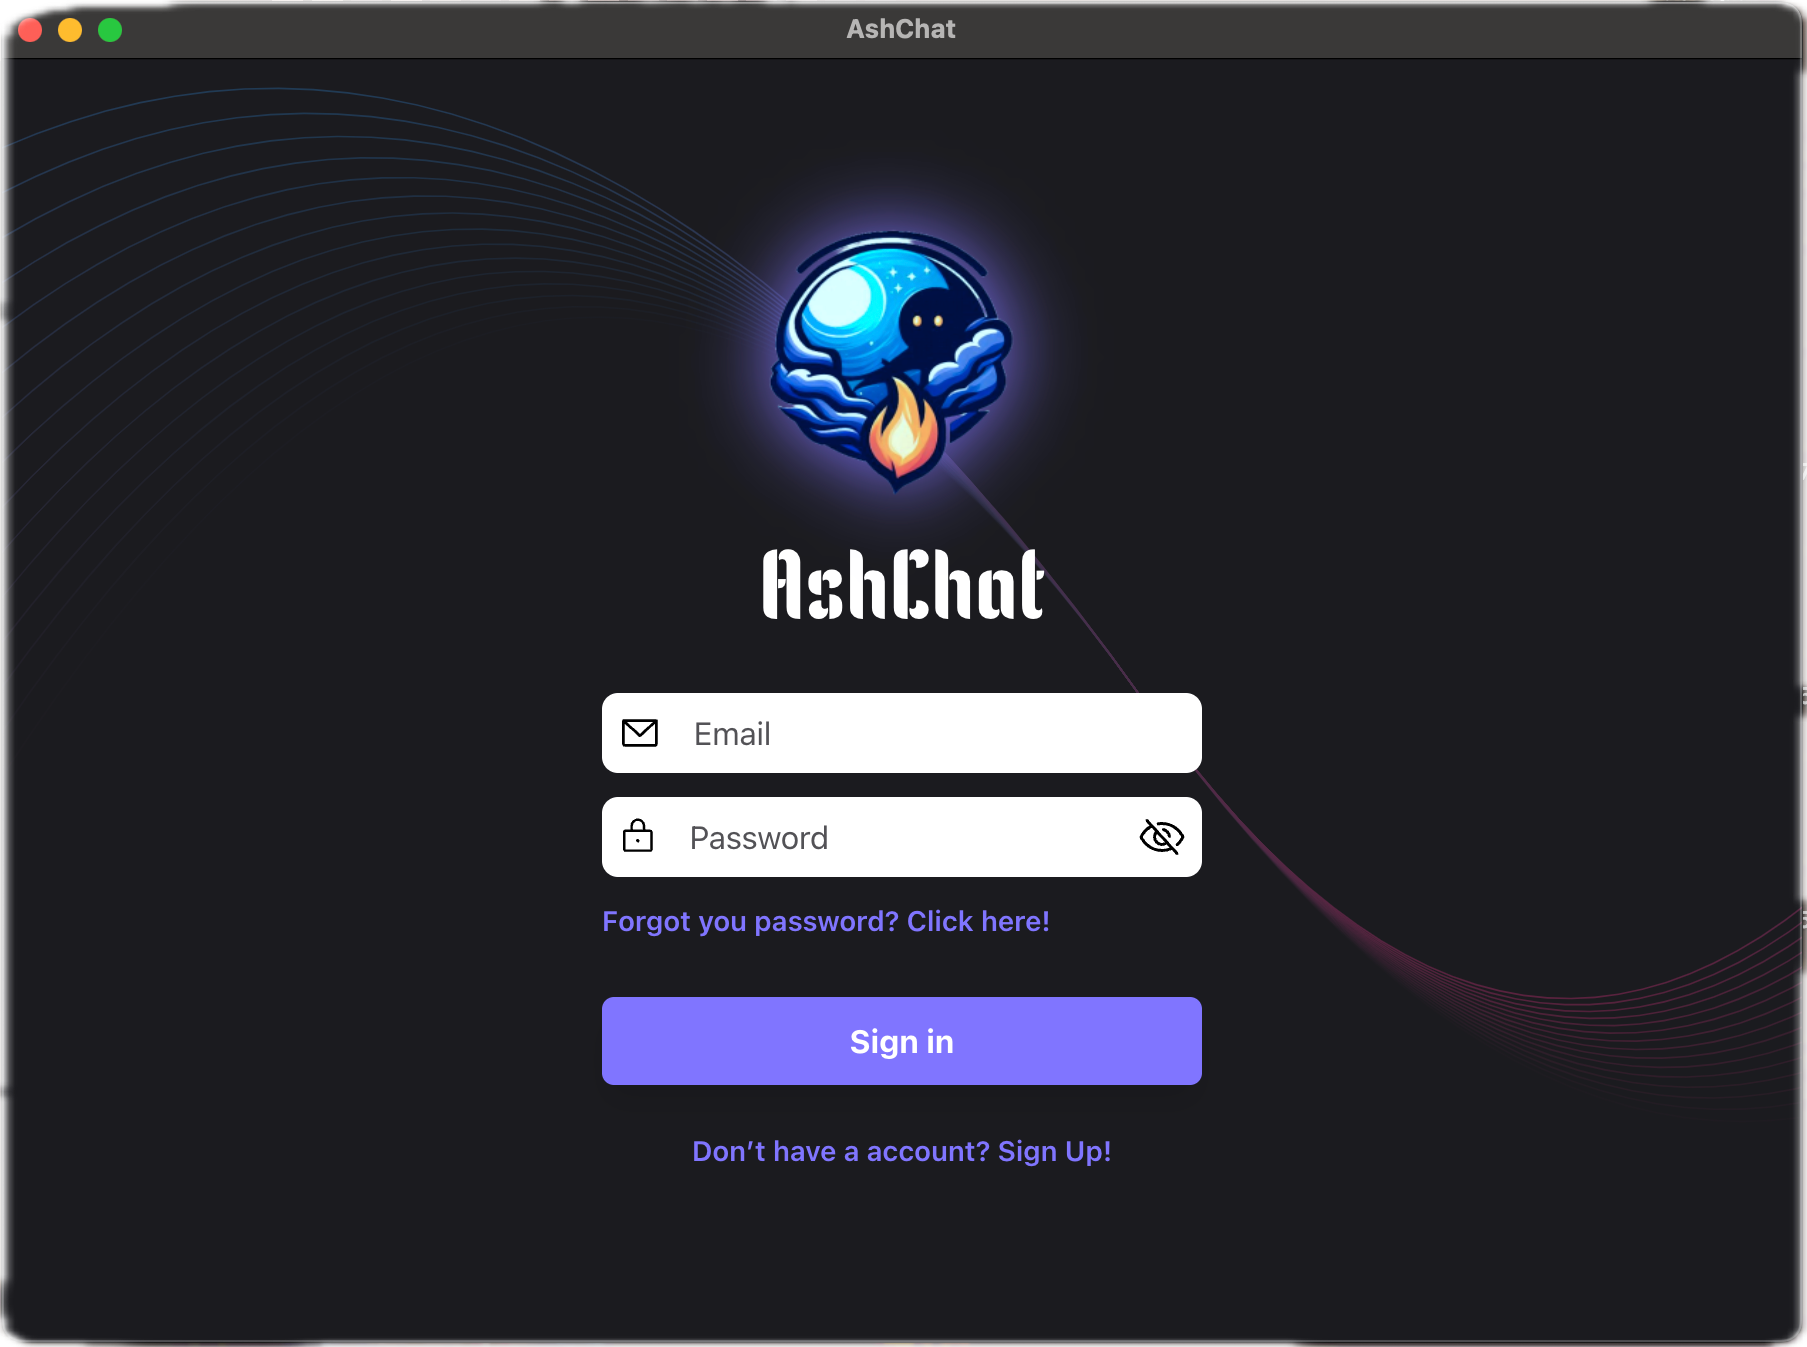 AshChat
AshChat
Email
Password
Forgot you password? Click here!
Sign in
Don’t have a account? Sign Up!